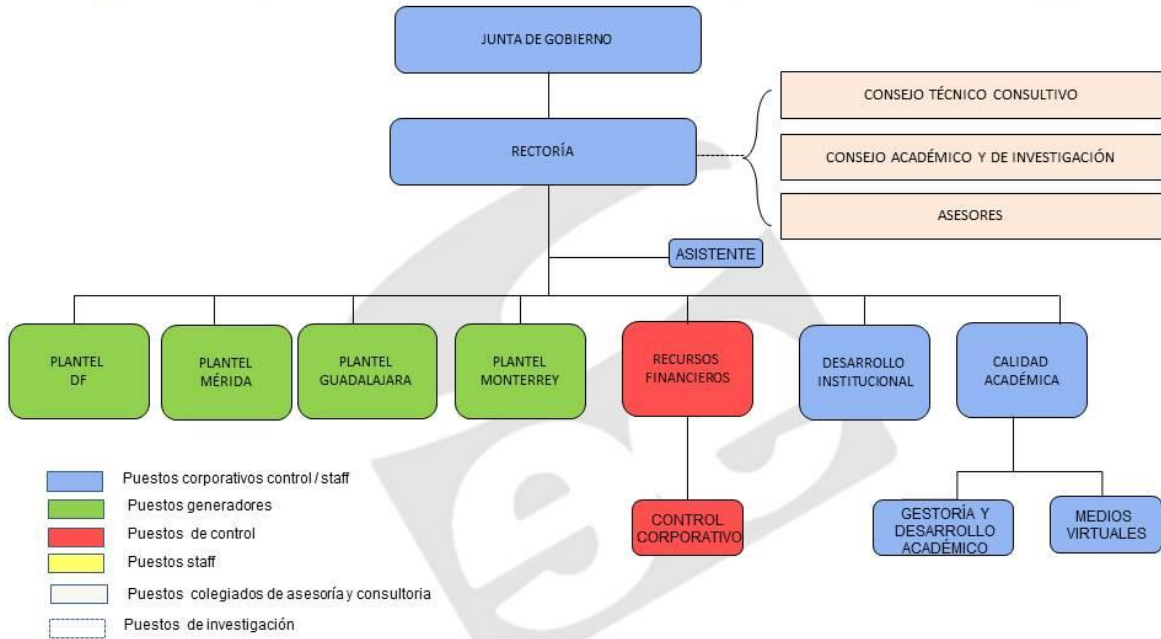 JUNTA DE GOBIERNO
CONSEJO TÉCNICO CONSULTIVO
RECTORÍA
CONSEJO ACADÉMICO Y DE INVESTIGACIÓN
ASESORES
ASISTENTE
PLANTEL
DF
PLANTEL
MÉRIDA
PLANTEL
GUADALAJARA
PLANTEL
MONTERREY
RECURSOS
FINANCIEROS
DESARROLLO
INSTITUCIONAL
CALIDAD
ACADÉMICA
CONTROL
CORPORATIVO
GESTORÍA Y
DESARROLLO
ACADÉMICO
MEDIOS
VIRTUALES
Puestos corporativos control / staff
Puestos generadores
Puestos de control
Puestos staff
Puestos colegiados de asesoría y consultoria
Puestos de investigación